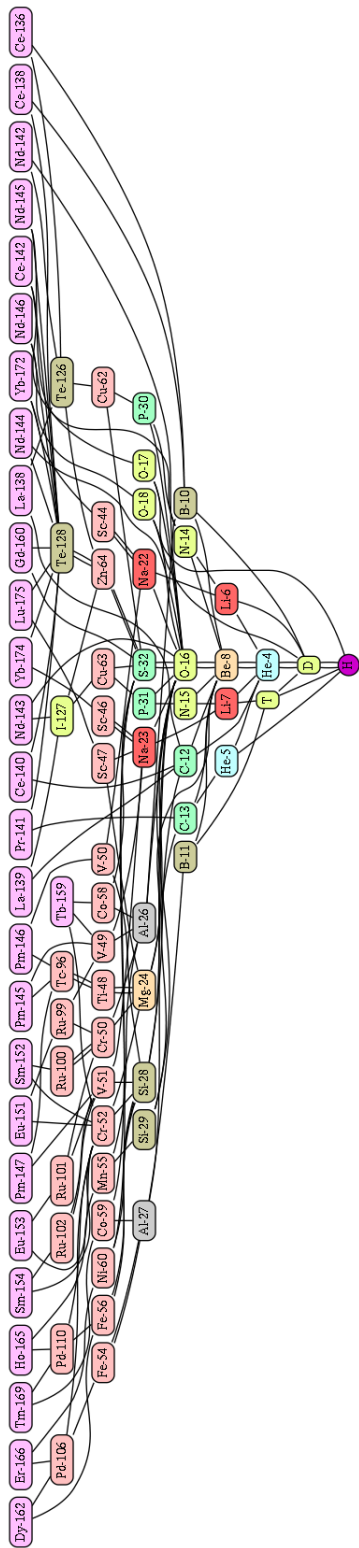 Ce-136
Ce-138
Nd-142
Nd-145
Ce-142
Nd-146
Yb-172
Nd-144
La-138
Gd-160
Lu-175
Yb-174
Nd-143
Ce-140
Pr-141
La-139
Pm-146
Pm-145
Sm-152
Eu-151
Pm-147
Eu-153
Sm-154
Ho-165
Tm-169
Er-166
Dy-162
Te-126
Te-128
I-127
Tb-159
Tc-96
Ru-99
Ru-100
Ru-101
Ru-102
Pd-110
Pd-106
Cu-62
Sc-44
Zn-64
Cu-63
Sc-46
Sc-47
V-50
Co-58
V-49
Ti-48
Cr-50
V-51
Cr-52
Mn-55
Co-59
Ni-60
Fe-56
Fe-54
P-30
O-17
O-18
Na-22
S-32
P-31
Na-23
Al-26
Mg-24
Si-28
Si-29
Al-27
B-10
N-14
O-16
N-15
C-12
C-13
B-11
Li-6
Be-8
Li-7
He-5
He-4
T
D
H